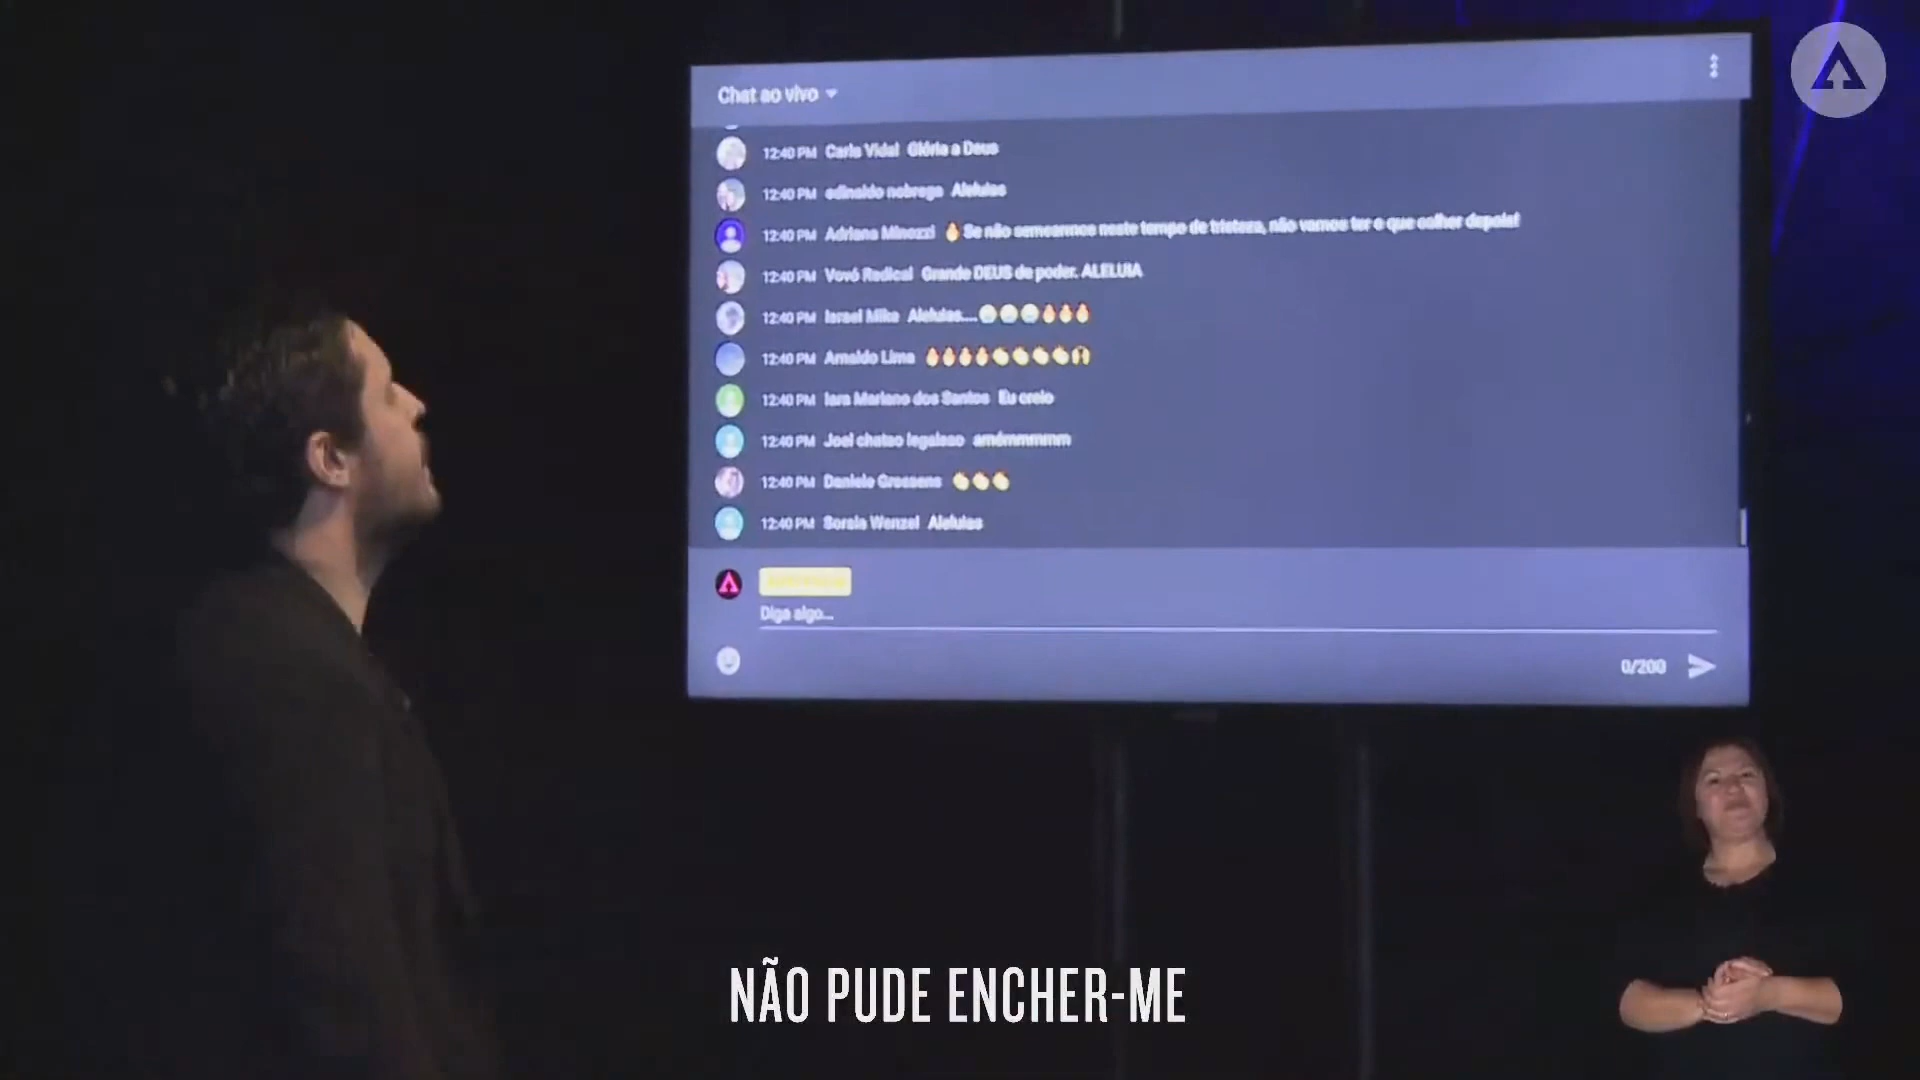 Chat ao vivo
12:40 PM Carla Vidal Glória a Deus
12:40 PM edinaldo nobrega Aleluias
12:40 PM Adriana Minozzi 🔥 Se não semearmos neste tempo de tristeza, não vamos ter o que colher depois!
12:40 PM Vovó Radical Grande DEUS de poder. ALELUIA
12:40 PM Israel Mike Aleluias....
12:40 PM Arnaldo Lima
12:40 PM Iara Mariano dos Santos Eu creio
12:40 PM Joel chatao legalsao amémmmmm
12:40 PM Daniele Grossens
12:40 PM Soraia Wenzel Aleluias
Diga algo...
0/200
NÃO PUDE ENCHER-ME